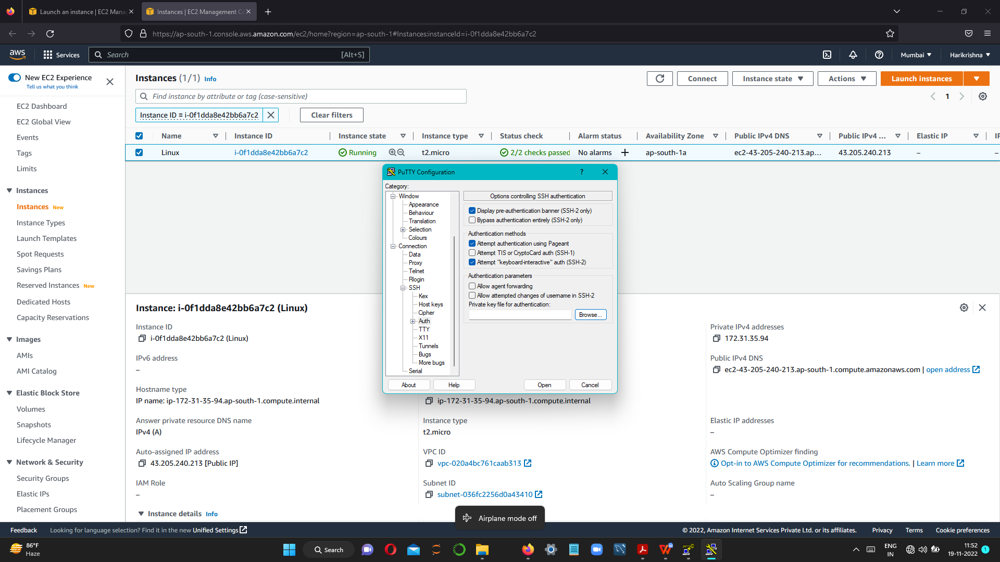 Launch an instance | EC2 Mana
Instances | EC2 Management Co
https://ap-south-1.console.aws.amazon.com/ec2/home?region=ap-south-1#Instances:instanceId=i-0f1dda8e42bb6a7c2
aws
Services
Search
[Alt+S]
Mumbai
Harikrishna
New EC2 Experience
Tell us what you think
EC2 Dashboard
EC2 Global View
Events
Tags
Limits
Instances
Instances New
Instance Types
Launch Templates
Spot Requests
Savings Plans
Reserved Instances New
Dedicated Hosts
Capacity Reservations
Images
AMIs
AMI Catalog
Elastic Block Store
Volumes
Snapshots
Lifecycle Manager
Network & Security
Security Groups
Elastic IPs
Placement Groups
Instances (1/1) Info
Connect
Instance state
Actions
Launch instances
Find instance by attribute or tag (case-sensitive)
1
Instance ID = i-0f1dda8e42bb6a7c2
Clear filters
Name Instance ID Instance state Instance type Status check Alarm status Availability Zone Public IPv4 DNS Public IPv4 ... Elastic IP IP
Linux i-0f1dda8e42bb6a7c2 Running t2.micro 2/2 checks passed No alarms + ap-south-1a ec2-43-205-240-213.ap... 43.205.240.213 – –
PuTTY Configuration
?
Category:
Window
Appearance
Behaviour
Translation
Selection
Colours
Connection
Data
Proxy
Telnet
Rlogin
SSH
Kex
Host keys
Cipher
Auth
TTY
X11
Tunnels
Bugs
More bugs
Serial
Options controlling SSH authentication
Display pre-authentication banner (SSH-2 only)
Bypass authentication entirely (SSH-2 only)
Authentication methods
Attempt authentication using Pageant
Attempt TIS or CryptoCard auth (SSH-1)
Attempt "keyboard-interactive" auth (SSH-2)
Authentication parameters
Allow agent forwarding
Allow attempted changes of username in SSH-2
Private key file for authentication:
Browse...
About
Help
Open
Cancel
Instance: i-0f1dda8e42bb6a7c2 (Linux)
Instance ID
i-0f1dda8e42bb6a7c2 (Linux)
IPv6 address
–
Hostname type
IP name: ip-172-31-35-94.ap-south-1.compute.internal
Answer private resource DNS name
IPv4 (A)
Auto-assigned IP address
43.205.240.213 [Public IP]
IAM Role
–
ip-172-31-35-94.ap-south-1.compute.internal
Instance type
t2.micro
VPC ID
vpc-020a4bc761caab313
Subnet ID
subnet-036fc2256d0a43410
Private IPv4 addresses
172.31.35.94
Public IPv4 DNS
ec2-43-205-240-213.ap-south-1.compute.amazonaws.com | open address
Elastic IP addresses
–
AWS Compute Optimizer finding
Opt-in to AWS Compute Optimizer for recommendations. | Learn more
Auto Scaling Group name
–
Instance details Info
Airplane mode off
Feedback
Looking for language selection? Find it in the new Unified Settings
© 2022, Amazon Internet Services Private Ltd. or its affiliates.
Privacy
Terms
Cookie preferences
86°F
Haze
Search
ENG
IN
11:52
19-11-2022
1